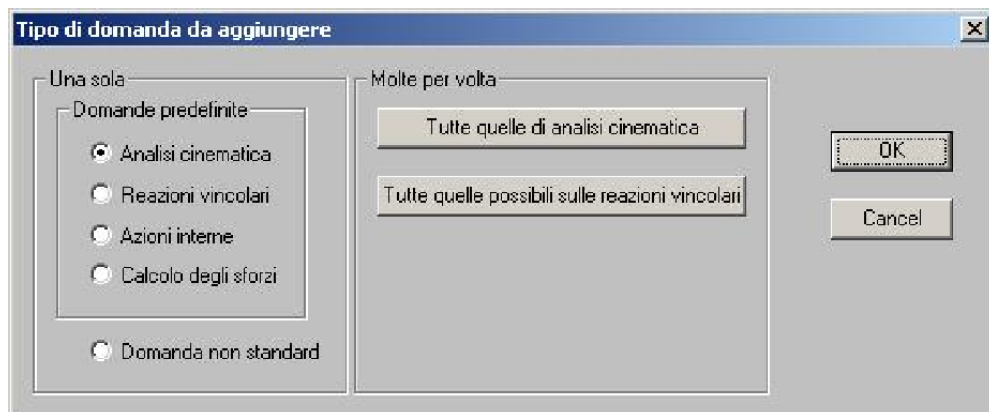 Tipo di domanda da aggiungere
Una sola
Domande predefinite
Analisi cinematica
Reazioni vincolari
Azioni interne
Calcolo degli sforzi
Domanda non standard
Molte per volta
Tutte quelle di analisi cinematica
Tutte quelle possibili sulle reazioni vincolari
OK
Cancel